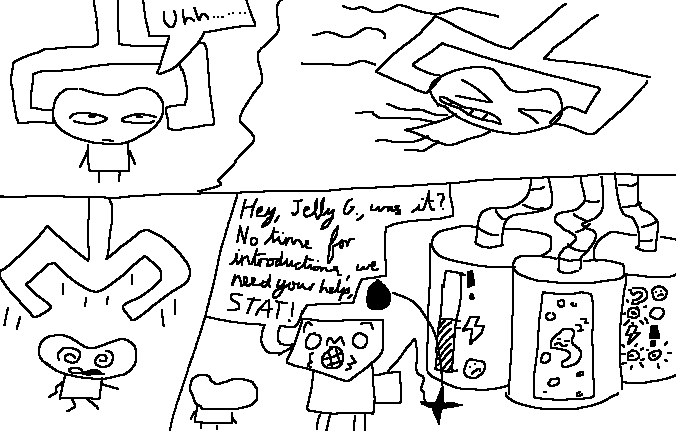 Uhh.......
Hey, Jelly G, was it?
No time for
introductions, we
need your help,
STAT!